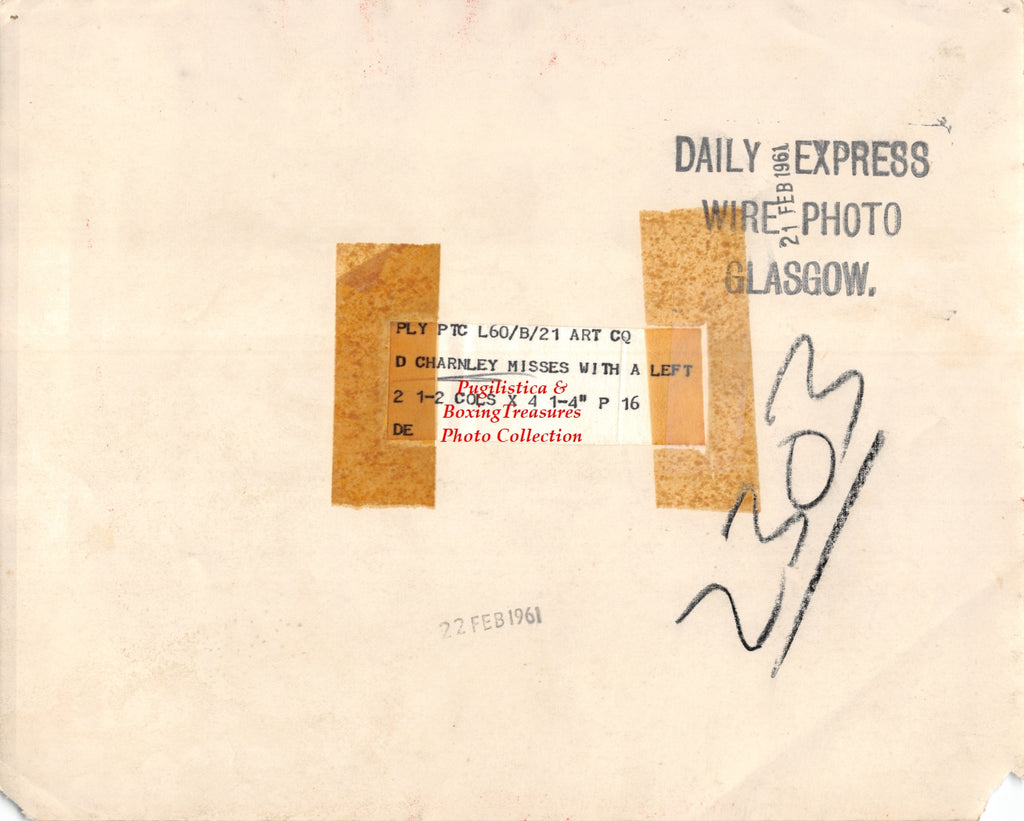 DAILY EXPRESS
WIRE PHOTO
GLASGOW.
21 FEB 1961
PLY PTC L60/B/21 ART CQ
D CHARNLEY MISSES WITH A LEFT
2 1-2 COLS X 4 1-4" P 16
DE
Pugilistica &
BoxingTreasures
Photo Collection
22 FEB 1961